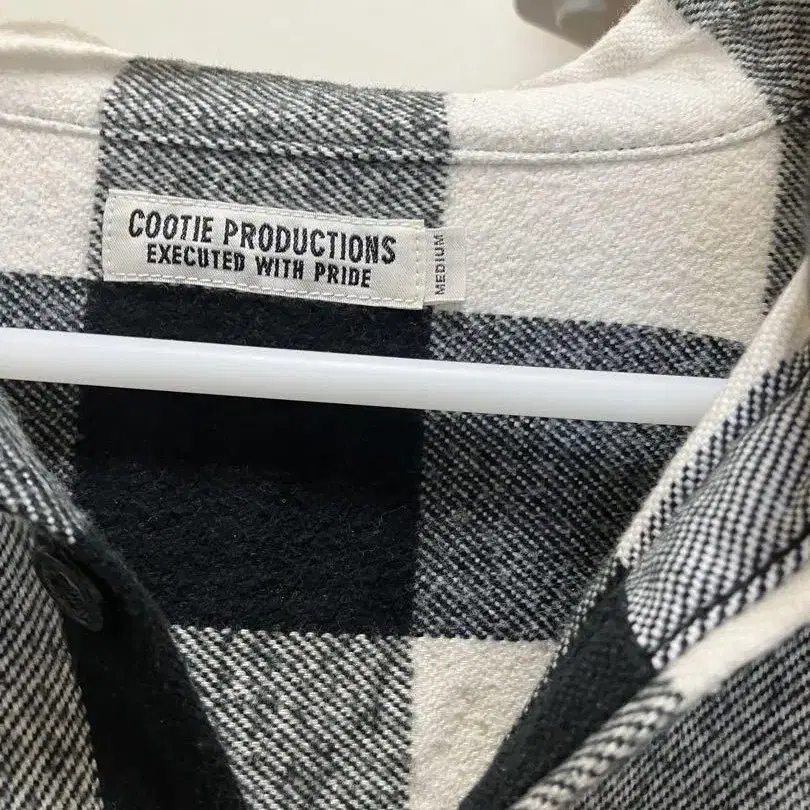 COOTIE PRODUCTIONS
EXECUTED WITH PRIDE
MEDIUM